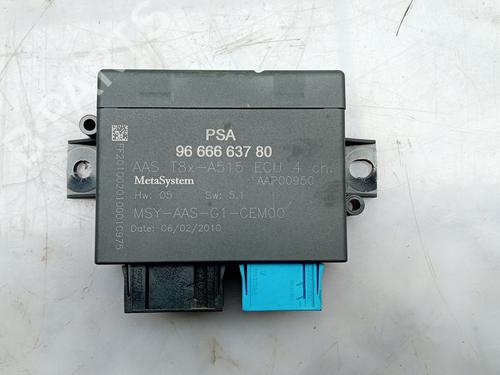 PSA
96 666 637 80
AAS T8x-A515 ECU 4 ch.
MetaSystem AAP00950
Hw: 05 Sw: 5.1
MSY-AAS-G1-CEM00
Date: 06/02/2010